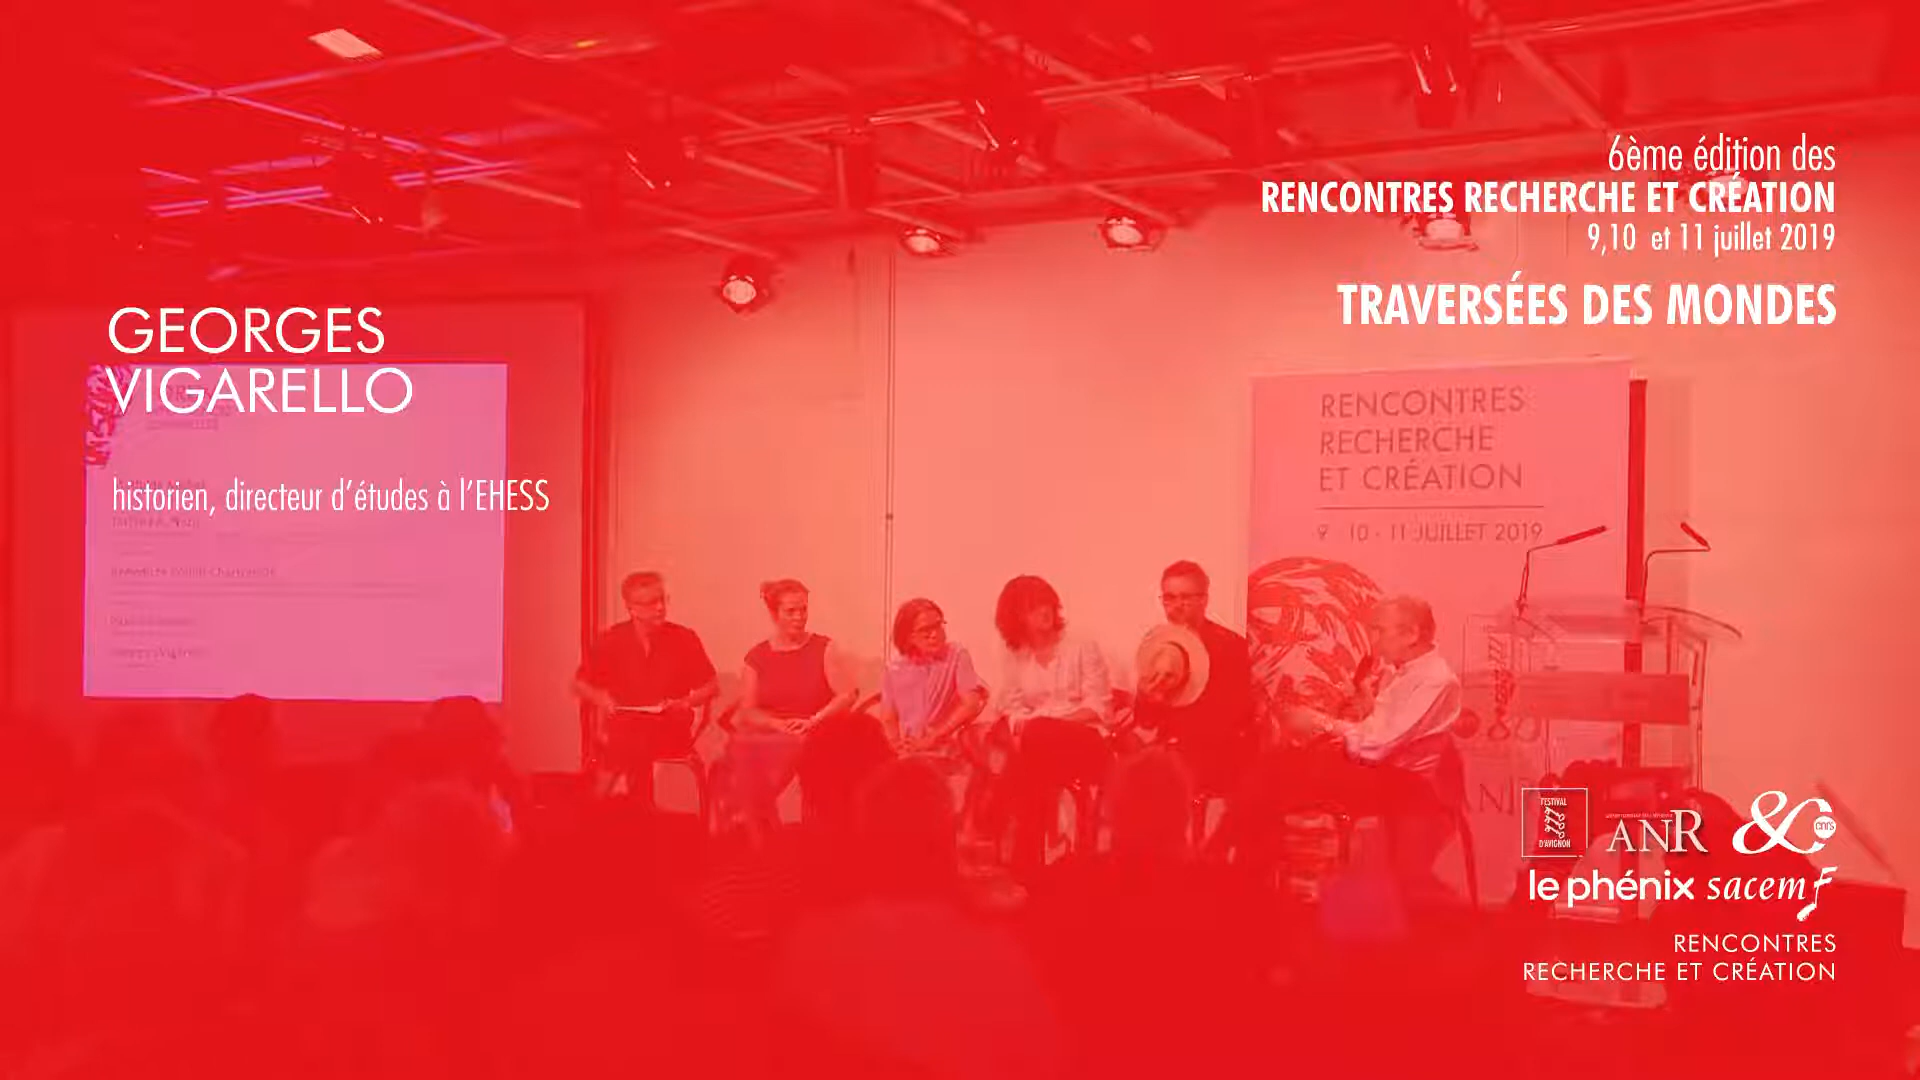 6ème édition des
RENCONTRES RECHERCHE ET CRÉATION
9,10 et 11 juillet 2019
TRAVERSÉES DES MONDES
GEORGES
VIGARELLO
historien, directeur d'études à l'EHESS
RENCONTRES
RECHERCHE
ET CRÉATION
9 · 10 · 11 JUILLET 2019
FESTIVAL
D'AVIGNON
ANR
&C
cnrs
le phénix
sacem
RENCONTRES
RECHERCHE ET CRÉATION